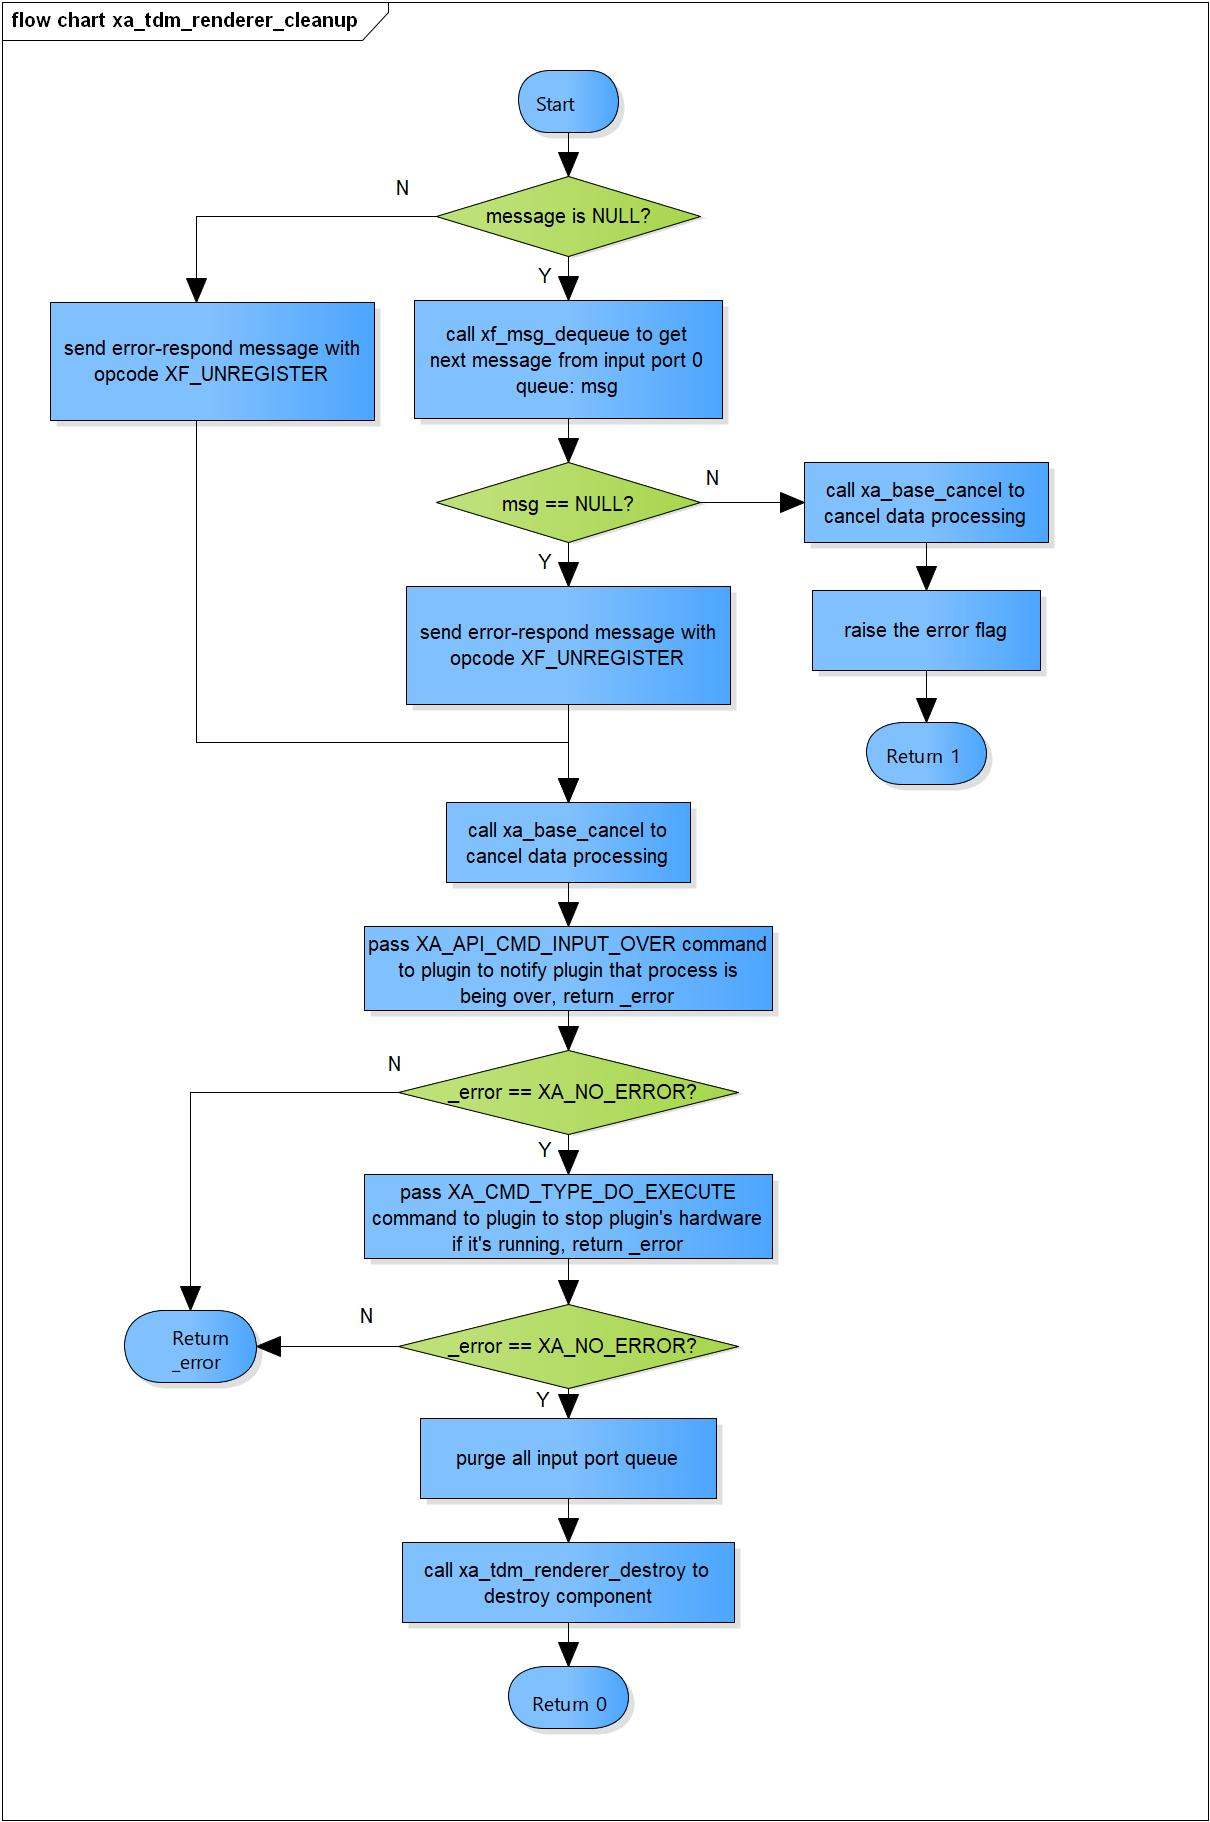 flow chart xa_tdm_renderer_cleanup
Start
N
message is NULL?
Y
send error-respond message with
opcode XF_UNREGISTER
call xf_msg_dequeue to get
next message from input port 0
queue: msg
N
msg == NULL?
call xa_base_cancel to
cancel data processing
Y
send error-respond message with
opcode XF_UNREGISTER
raise the error flag
Return 1
call xa_base_cancel to
cancel data processing
pass XA_API_CMD_INPUT_OVER command
to plugin to notify plugin that process is
being over, return _error
N
_error == XA_NO_ERROR?
Y
pass XA_CMD_TYPE_DO_EXECUTE
command to plugin to stop plugin's hardware
if it's running, return _error
N
_error == XA_NO_ERROR?
Return
_error
Y
purge all input port queue
call xa_tdm_renderer_destroy to
destroy component
Return 0